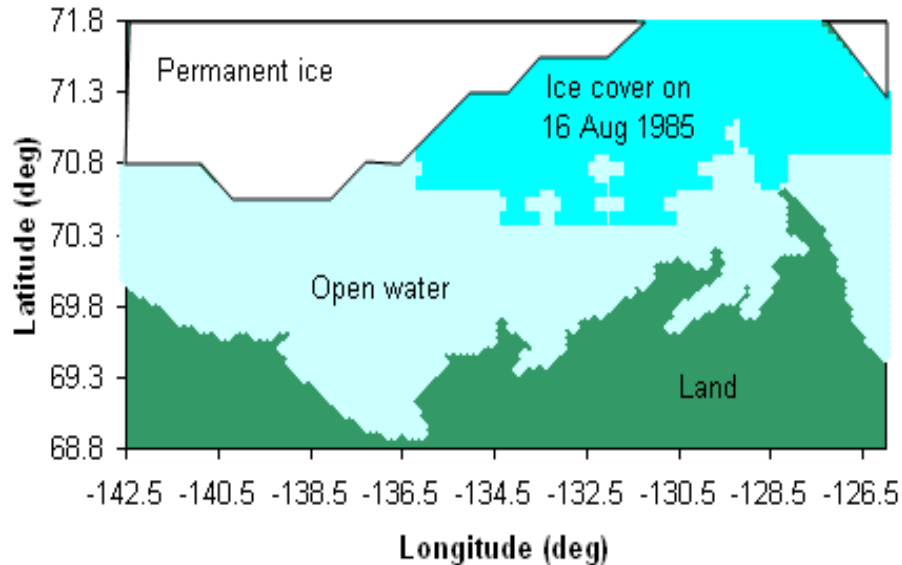 71.8
71.3
70.8
70.3
69.8
69.3
68.8
Latitude (deg)
Permanent ice
Ice cover on
16 Aug 1985
Open water
Land
-142.5 -140.5 -138.5 -136.5 -134.5 -132.5 -130.5 -128.5 -126.5
Longitude (deg)